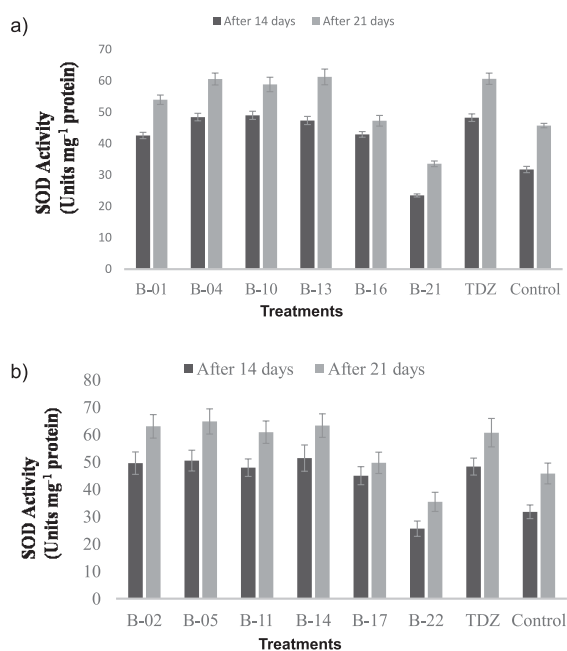 a)
After 14 days After 21 days
SOD Activity
(Units mg⁻¹ protein)
70
60
50
40
30
20
10
0
B-01 B-04 B-10 B-13 B-16 B-21 TDZ Control
Treatments
b)
After 14 days After 21 days
SOD Activity
(Units mg⁻¹ protein)
80
70
60
50
40
30
20
10
0
B-02 B-05 B-11 B-14 B-17 B-22 TDZ Control
Treatments